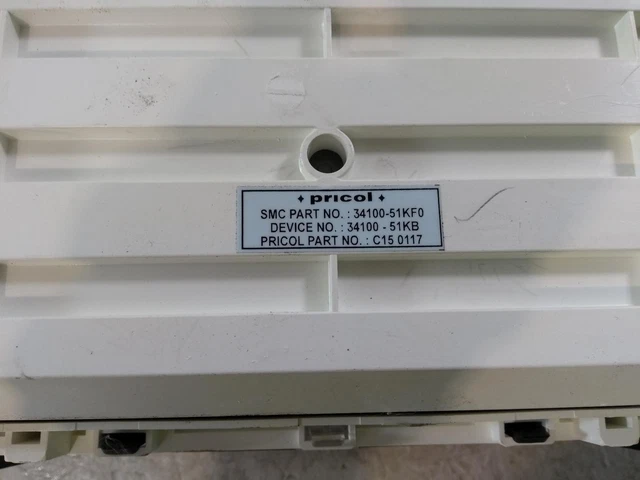 pricol
SMC PART NO. : 34100-51KF0
DEVICE NO. : 34100 - 51KB
PRICOL PART NO. : C15 0117